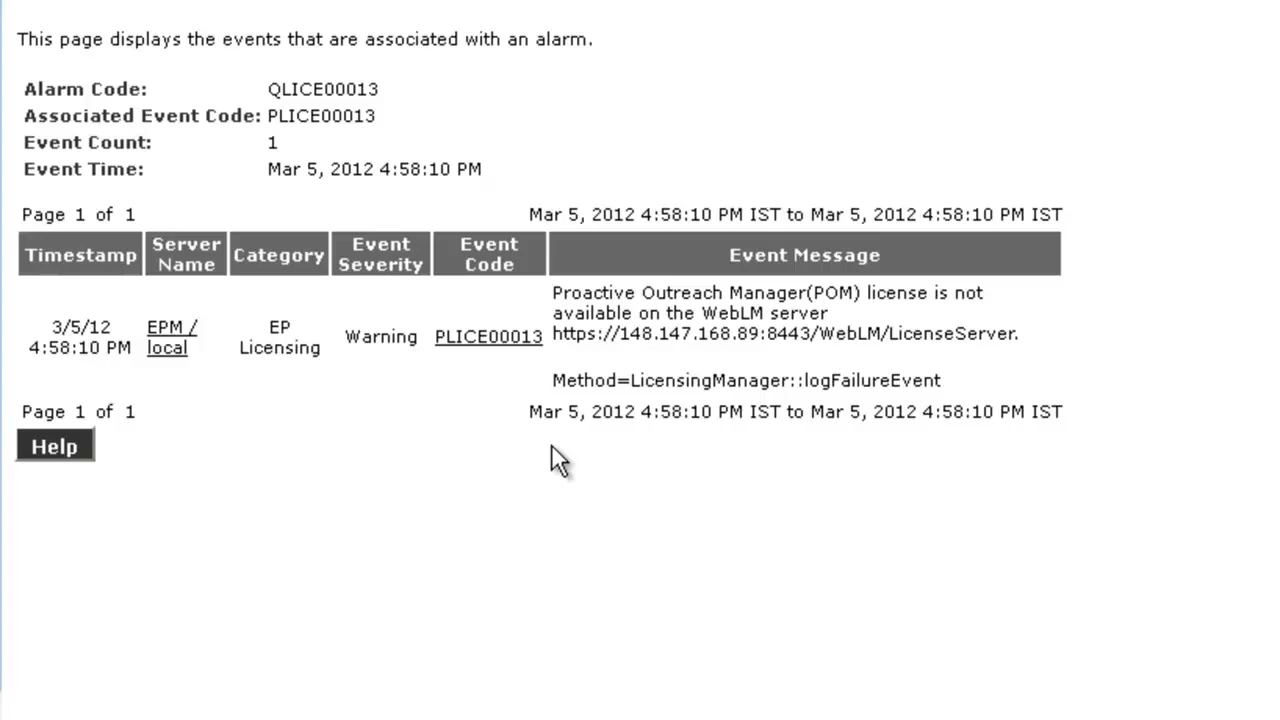 This page displays the events that are associated with an alarm.
Alarm Code: QLICE00013
Associated Event Code: PLICE00013
Event Count: 1
Event Time: Mar 5, 2012 4:58:10 PM
Page 1 of 1 Mar 5, 2012 4:58:10 PM IST to Mar 5, 2012 4:58:10 PM IST
Timestamp
Server
Name
Category
Event
Severity
Event
Code
Event Message
3/5/12
4:58:10 PM
EPM /
local
EP
Licensing
Warning
PLICE00013
Proactive Outreach Manager(POM) license is not
available on the WebLM server
https://148.147.168.89:8443/WebLM/LicenseServer.
Method=LicensingManager::logFailureEvent
Page 1 of 1 Mar 5, 2012 4:58:10 PM IST to Mar 5, 2012 4:58:10 PM IST
Help